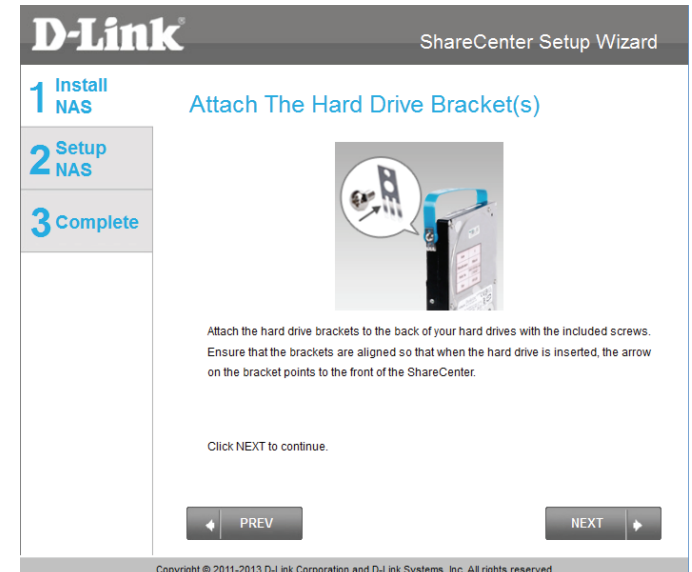 D-Link®
ShareCenter Setup Wizard
1 Install
NAS
2 Setup
NAS
3 Complete
Attach The Hard Drive Bracket(s)
Attach the hard drive brackets to the back of your hard drives with the included screws.
Ensure that the brackets are aligned so that when the hard drive is inserted, the arrow
on the bracket points to the front of the ShareCenter.
Click NEXT to continue.
PREV
NEXT
Copyright © 2011-2013 D-Link Corporation and D-Link Systems, Inc. All rights reserved